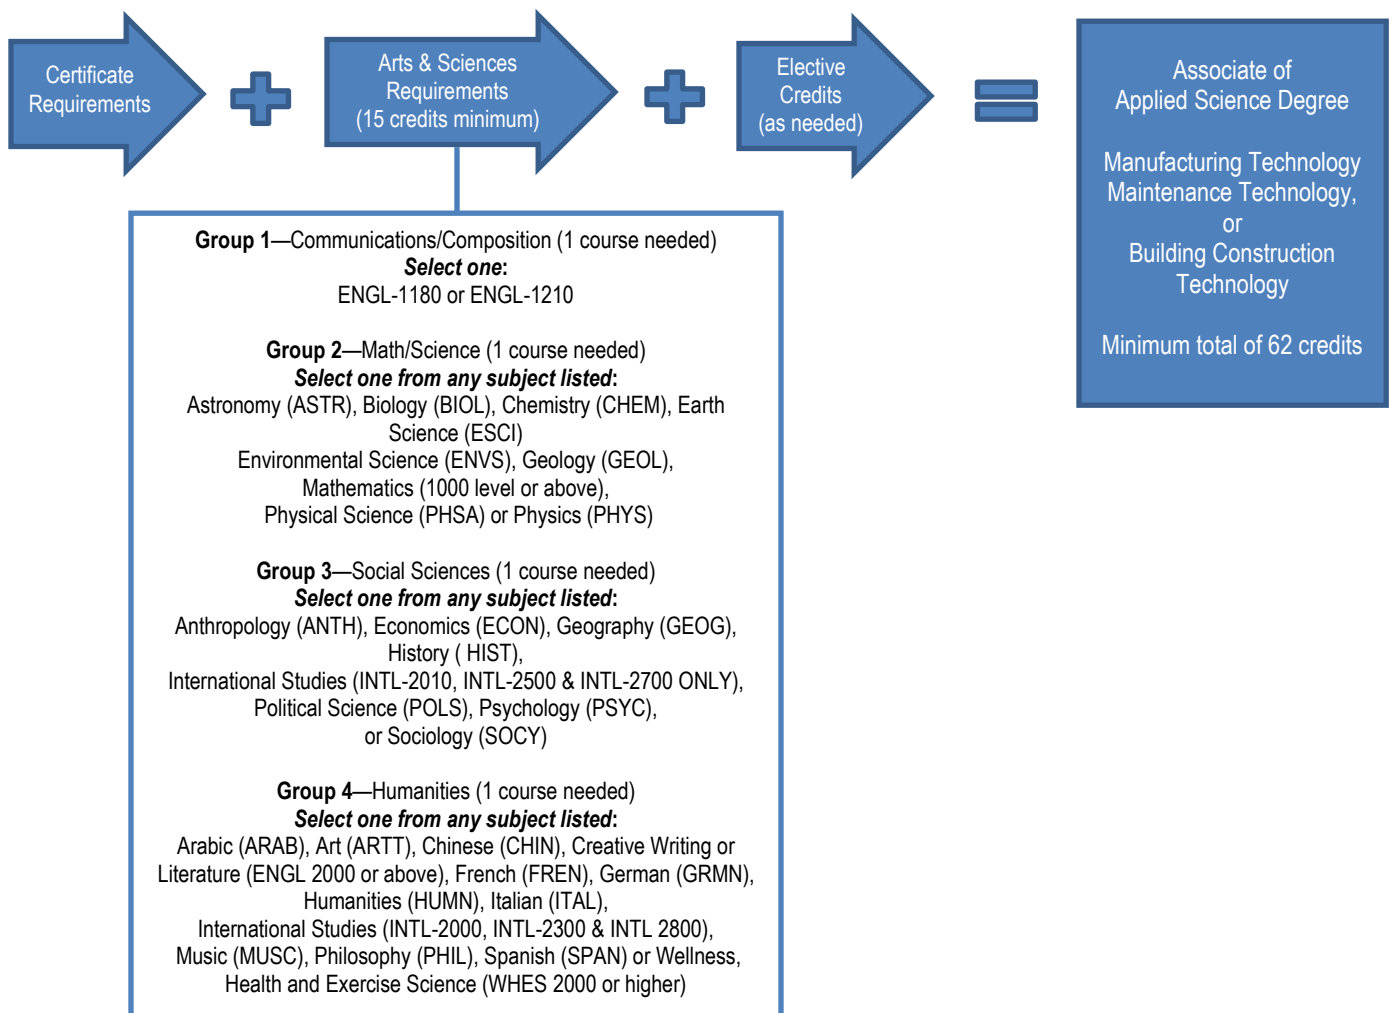 Certificate
Requirements
Arts & Sciences
Requirements
(15 credits minimum)
Elective
Credits
(as needed)
Associate of
Applied Science Degree
Manufacturing Technology
Maintenance Technology,
or
Building Construction
Technology
Minimum total of 62 credits
Group 1—Communications/Composition (1 course needed)
Select one:
ENGL-1180 or ENGL-1210
Group 2—Math/Science (1 course needed)
Select one from any subject listed:
Astronomy (ASTR), Biology (BIOL), Chemistry (CHEM), Earth
Science (ESCI)
Environmental Science (ENVS), Geology (GEOL),
Mathematics (1000 level or above),
Physical Science (PHSA) or Physics (PHYS)
Group 3—Social Sciences (1 course needed)
Select one from any subject listed:
Anthropology (ANTH), Economics (ECON), Geography (GEOG),
History ( HIST),
International Studies (INTL-2010, INTL-2500 & INTL-2700 ONLY),
Political Science (POLS), Psychology (PSYC),
or Sociology (SOCY)
Group 4—Humanities (1 course needed)
Select one from any subject listed:
Arabic (ARAB), Art (ARTT), Chinese (CHIN), Creative Writing or
Literature (ENGL 2000 or above), French (FREN), German (GRMN),
Humanities (HUMN), Italian (ITAL),
International Studies (INTL-2000, INTL-2300 & INTL 2800),
Music (MUSC), Philosophy (PHIL), Spanish (SPAN) or Wellness,
Health and Exercise Science (WHES 2000 or higher)